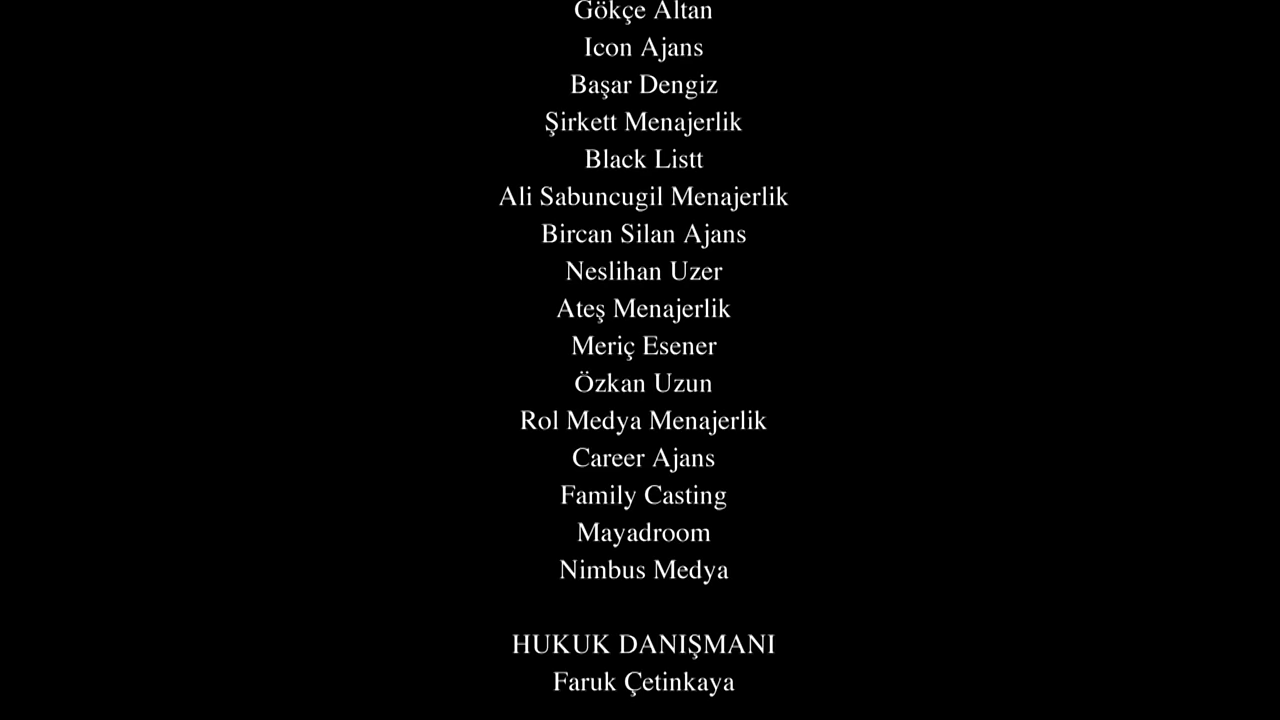 Gökçe Altan
Icon Ajans
Başar Dengiz
Şirkett Menajerlik
Black Listt
Ali Sabuncugil Menajerlik
Bircan Silan Ajans
Neslihan Uzer
Ateş Menajerlik
Meriç Esener
Özkan Uzun
Rol Medya Menajerlik
Career Ajans
Family Casting
Mayadroom
Nimbus Medya
HUKUK DANIŞMANI
Faruk Çetinkaya